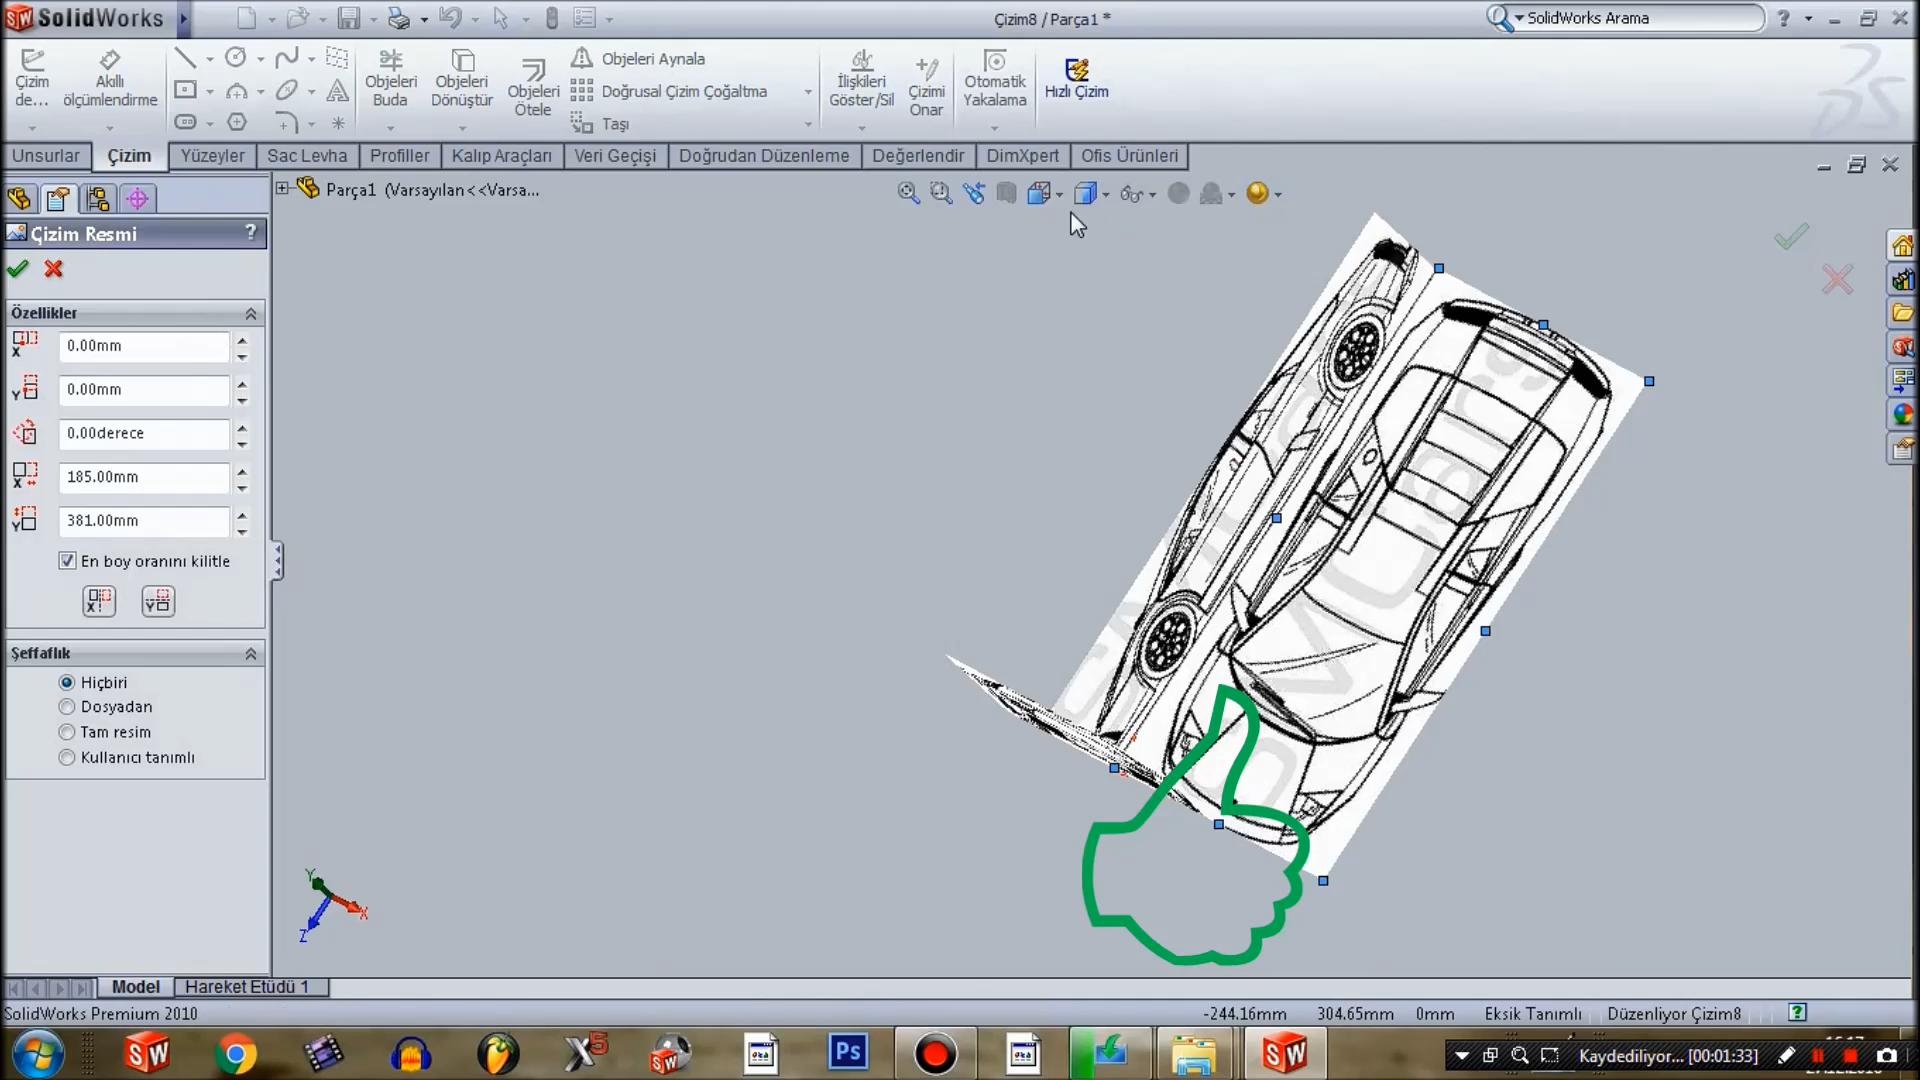 SolidWorks
Çizim8 / Parça1 *
SolidWorks Arama
Çizim de...
Akıllı ölçümlendirme
Objeleri Buda
Objeleri Dönüştür
Objeleri Ötele
Objeleri Aynala
Doğrusal Çizim Çoğaltma
Taşı
İlişkileri Göster/Sil
Çizimi Onar
Otomatik Yakalama
Hızlı Çizim
Unsurlar
Çizim
Yüzeyler
Sac Levha
Profiller
Kalıp Araçları
Veri Geçişi
Doğrudan Düzenleme
Değerlendir
DimXpert
Ofis Ürünleri
Parça1 (Varsayılan<<Varsa...
Çizim Resmi
?
Özellikler
0.00mm
0.00mm
0.00derece
185.00mm
381.00mm
En boy oranını kilitle
Şeffaflık
Hiçbiri
Dosyadan
Tam resim
Kullanıcı tanımlı
Y
X
Z
Model
Hareket Etüdü 1
SolidWorks Premium 2010
-244.16mm
304.65mm
0mm
Eksik Tanımlı
Düzenliyor Çizim8
Ps
X5
Kaydediliyor... [00:01:33]